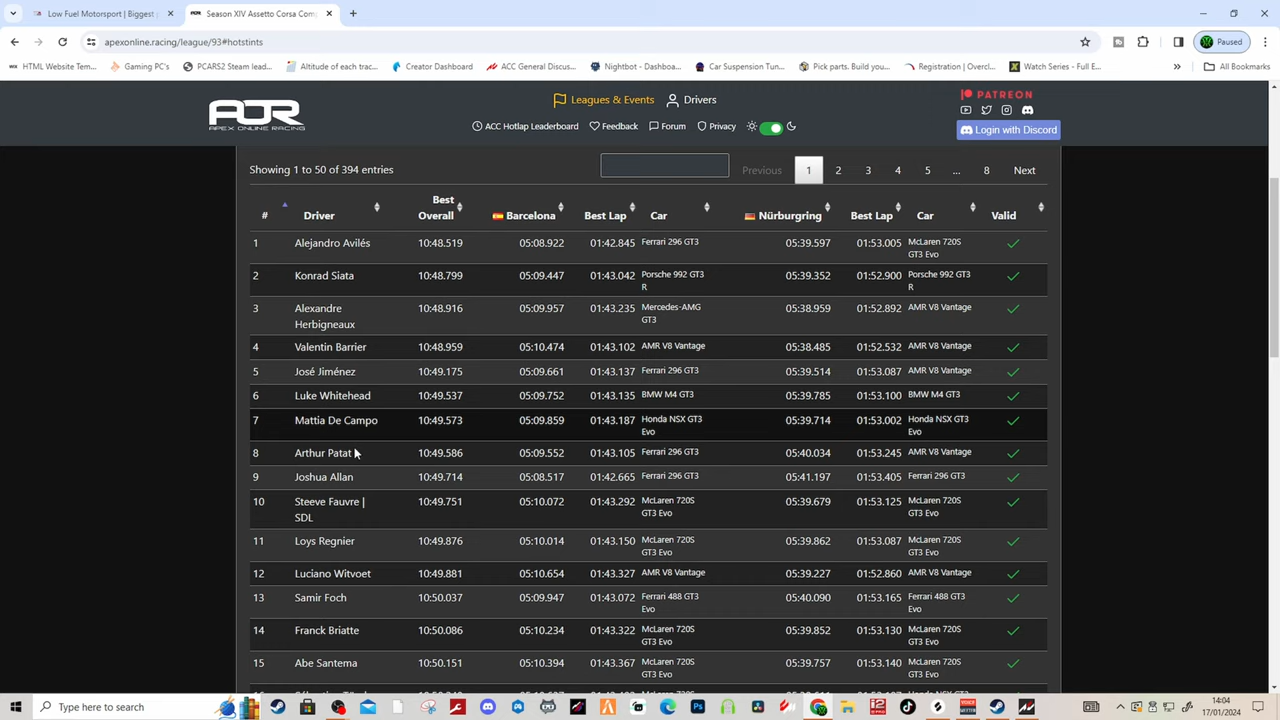 Low Fuel Motorsport | Biggest
Season XIV Assetto Corsa Com
apexonline.racing/league/93#hotstints
Paused
HTML Website Tem...
Gaming PC's
PCARS2 Steam lead...
Altitude of each trac...
Creator Dashboard
ACC General Discus...
Nightbot - Dashboa...
Car Suspension Tun...
Pick parts. Build you...
Registration | Overcl...
Watch Series - Full E...
All Bookmarks
AOR
APEX ONLINE RACING
Leagues & Events
Drivers
PATREON
ACC Hotlap Leaderboard
Feedback
Forum
Privacy
Login with Discord
Showing 1 to 50 of 394 entries
Previous 1 2 3 4 5 ... 8 Next
# Driver Best Overall Barcelona Best Lap Car Nürburgring Best Lap Car Valid
1 Alejandro Avilés 10:48.519 05:08.922 01:42.845 Ferrari 296 GT3 05:39.597 01:53.005 McLaren 720S GT3 Evo
2 Konrad Siata 10:48.799 05:09.447 01:43.042 Porsche 992 GT3 R 05:39.352 01:52.900 Porsche 992 GT3 R
3 Alexandre Herbigneaux 10:48.916 05:09.957 01:43.235 Mercedes-AMG GT3 05:38.959 01:52.892 AMR V8 Vantage
4 Valentin Barrier 10:48.959 05:10.474 01:43.102 AMR V8 Vantage 05:38.485 01:52.532 AMR V8 Vantage
5 José Jiménez 10:49.175 05:09.661 01:43.137 Ferrari 296 GT3 05:39.514 01:53.087 AMR V8 Vantage
6 Luke Whitehead 10:49.537 05:09.752 01:43.135 BMW M4 GT3 05:39.785 01:53.100 BMW M4 GT3
7 Mattia De Campo 10:49.573 05:09.859 01:43.187 Honda NSX GT3 Evo 05:39.714 01:53.002 Honda NSX GT3 Evo
8 Arthur Patat 10:49.586 05:09.552 01:43.105 Ferrari 296 GT3 05:40.034 01:53.245 AMR V8 Vantage
9 Joshua Allan 10:49.714 05:08.517 01:42.665 Ferrari 296 GT3 05:41.197 01:53.405 Ferrari 296 GT3
10 Steeve Fauvre | SDL 10:49.751 05:10.072 01:43.292 McLaren 720S GT3 Evo 05:39.679 01:53.125 McLaren 720S GT3 Evo
11 Loys Regnier 10:49.876 05:10.014 01:43.150 McLaren 720S GT3 Evo 05:39.862 01:53.087 McLaren 720S GT3 Evo
12 Luciano Witvoet 10:49.881 05:10.654 01:43.327 AMR V8 Vantage 05:39.227 01:52.860 AMR V8 Vantage
13 Samir Foch 10:50.037 05:09.947 01:43.072 Ferrari 488 GT3 Evo 05:40.090 01:53.165 Ferrari 488 GT3 Evo
14 Franck Briatte 10:50.086 05:10.234 01:43.322 McLaren 720S GT3 Evo 05:39.852 01:53.130 McLaren 720S GT3 Evo
15 Abe Santema 10:50.151 05:10.394 01:43.367 McLaren 720S GT3 Evo 05:39.757 01:53.140 McLaren 720S GT3 Evo
Type here to search
14:04
17/01/2024